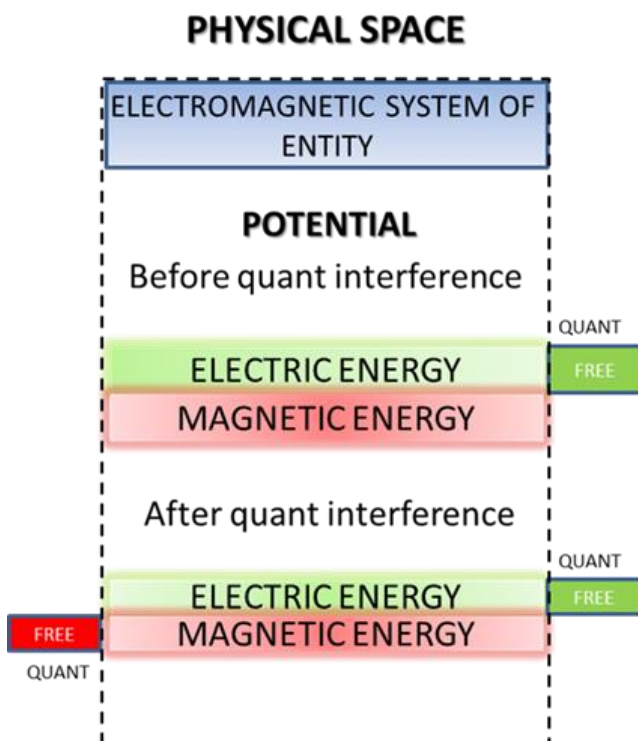 PHYSICAL SPACE
ELECTROMAGNETIC SYSTEM OF
ENTITY
POTENTIAL
Before quant interference
QUANT
ELECTRIC ENERGY
FREE
MAGNETIC ENERGY
After quant interference
QUANT
ELECTRIC ENERGY
FREE
FREE
MAGNETIC ENERGY
QUANT